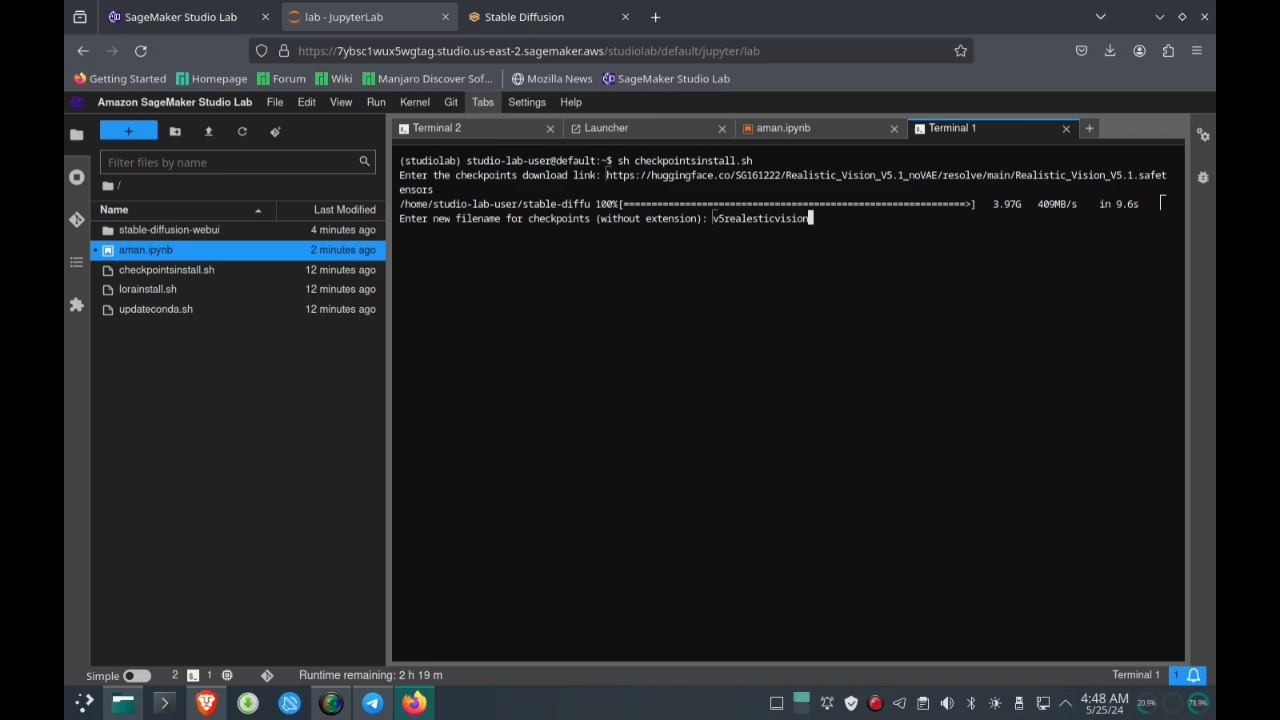 SageMaker Studio Lab
lab - JupyterLab
Stable Diffusion
https://7ybsc1wux5wgtag.studio.us-east-2.sagemaker.aws/studiolab/default/jupyter/lab
Getting Started
Homepage
Forum
Wiki
Manjaro Discover Sof...
Mozilla News
SageMaker Studio Lab
Amazon SageMaker Studio Lab File Edit View Run Kernel Git Tabs Settings Help
Terminal 2
Launcher
aman.ipynb
Terminal 1
Filter files by name
/
Name Last Modified
stable-diffusion-webui 4 minutes ago
aman.ipynb 2 minutes ago
checkpointsinstall.sh 12 minutes ago
lorainstall.sh 12 minutes ago
updateconda.sh 12 minutes ago
(studiolab) studio-lab-user@default:~$ sh checkpointsinstall.sh
Enter the checkpoints download link: https://huggingface.co/SG161222/Realistic_Vision_V5.1_noVAE/resolve/main/Realistic_Vision_V5.1.safet
ensors
/home/studio-lab-user/stable-diffu 100%[==========================================================>] 3.97G 409MB/s in 9.6s
Enter new filename for checkpoints (without extension): v5realesticvision
Simple 2 $_ 1 Runtime remaining: 2 h 19 m Terminal 1 1
4:48 AM
5/25/24
20.9%
78.9%